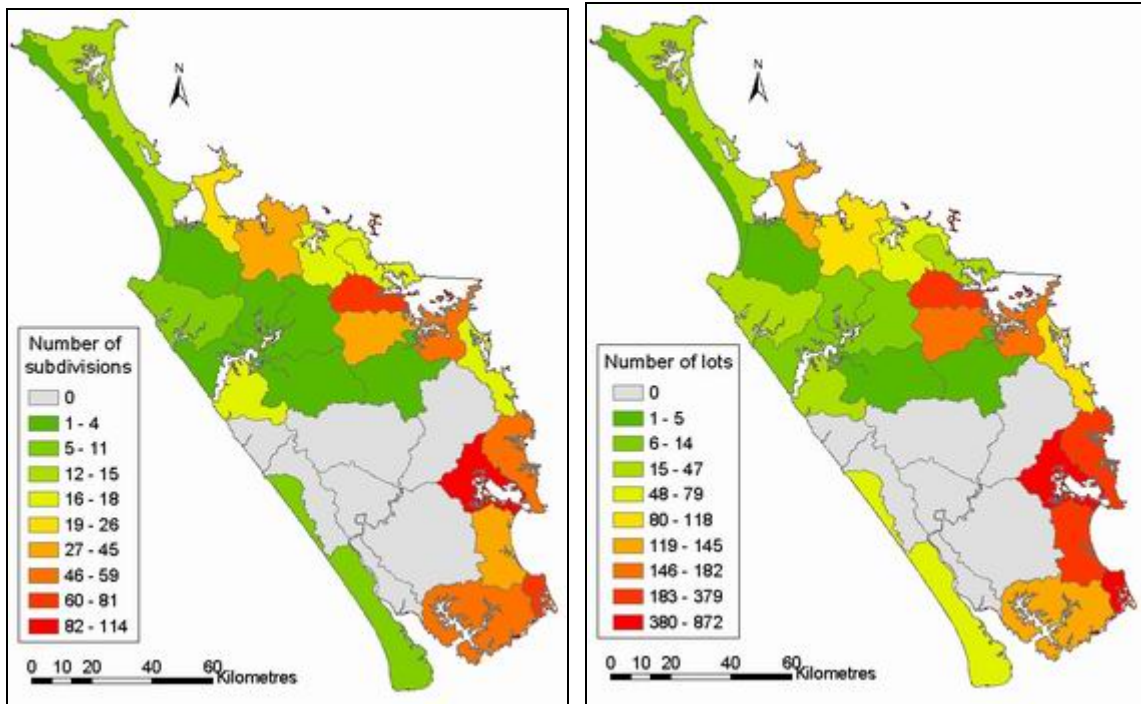 N
Number of
subdivisions
0
1 - 4
5 - 11
12 - 15
16 - 18
19 - 26
27 - 45
46 - 59
60 - 81
82 - 114
0 10 20 40 60
Kilometres
N
Number of lots
0
1 - 5
6 - 14
15 - 47
48 - 79
80 - 118
119 - 145
146 - 182
183 - 379
380 - 872
0 10 20 40 60
Kilometres